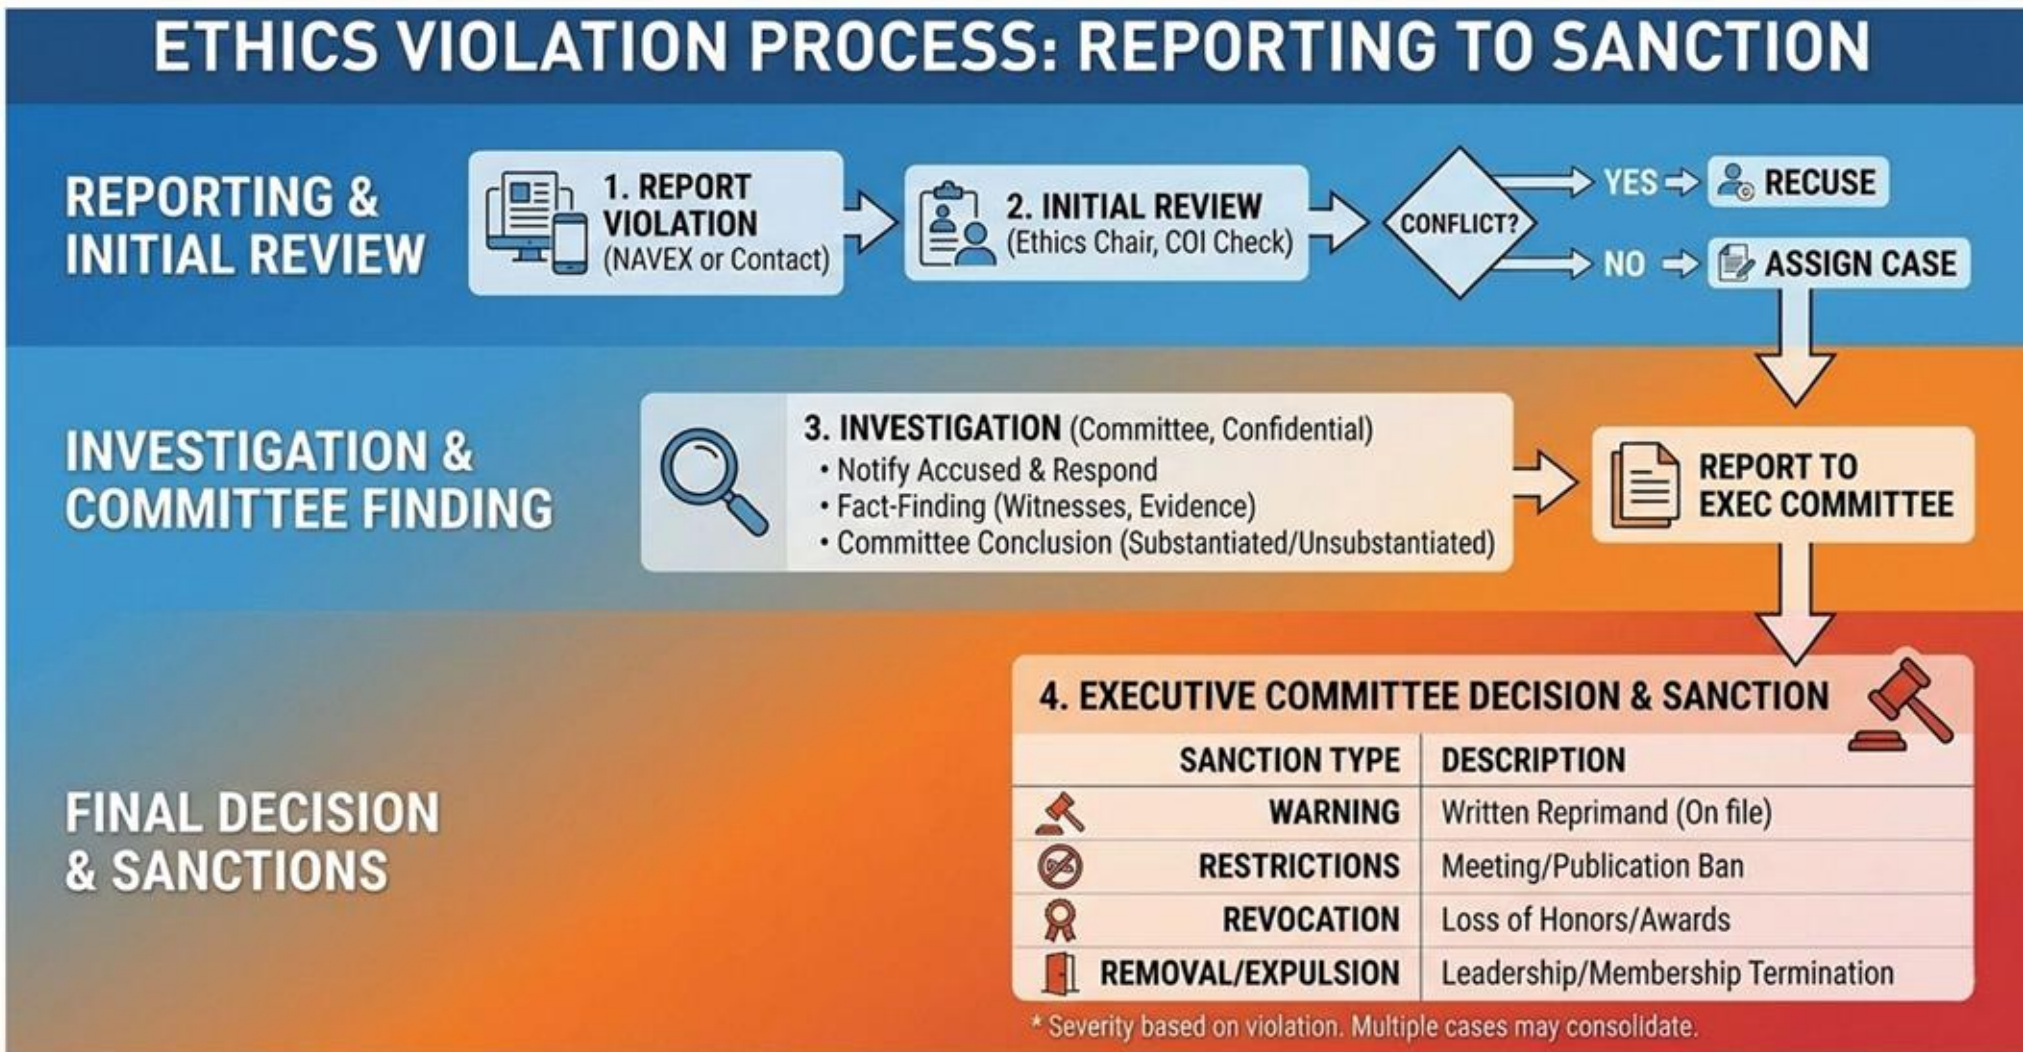 ETHICS VIOLATION PROCESS: REPORTING TO SANCTION
REPORTING &
INITIAL REVIEW
1. REPORT
VIOLATION
(NAVEX or Contact)
2. INITIAL REVIEW
(Ethics Chair, COI Check)
CONFLICT?
YES
RECUSE
NO
ASSIGN CASE
INVESTIGATION &
COMMITTEE FINDING
3. INVESTIGATION (Committee, Confidential)
• Notify Accused & Respond
• Fact-Finding (Witnesses, Evidence)
• Committee Conclusion (Substantiated/Unsubstantiated)
REPORT TO
EXEC COMMITTEE
FINAL DECISION
& SANCTIONS
4. EXECUTIVE COMMITTEE DECISION & SANCTION
SANCTION TYPE DESCRIPTION
WARNING Written Reprimand (On file)
RESTRICTIONS Meeting/Publication Ban
REVOCATION Loss of Honors/Awards
REMOVAL/EXPULSION Leadership/Membership Termination
* Severity based on violation. Multiple cases may consolidate.